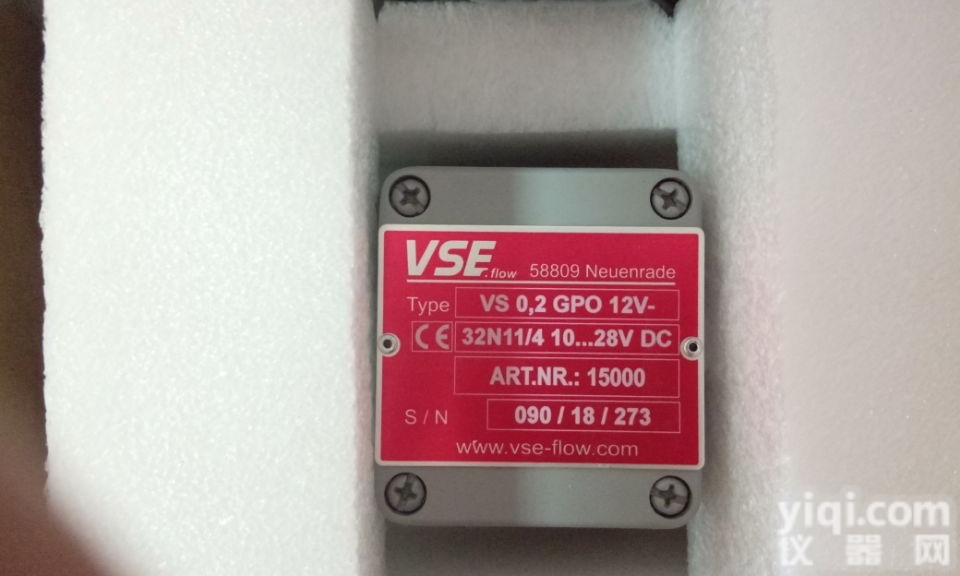 VSE.flow 58809 Neuenrade
Type VS 0,2 GPO 12V-
CE 32N11/4 10...28V DC
ART.NR.: 15000
S / N 090 / 18 / 273
www.vse-flow.com
yiqi.com
仪器网